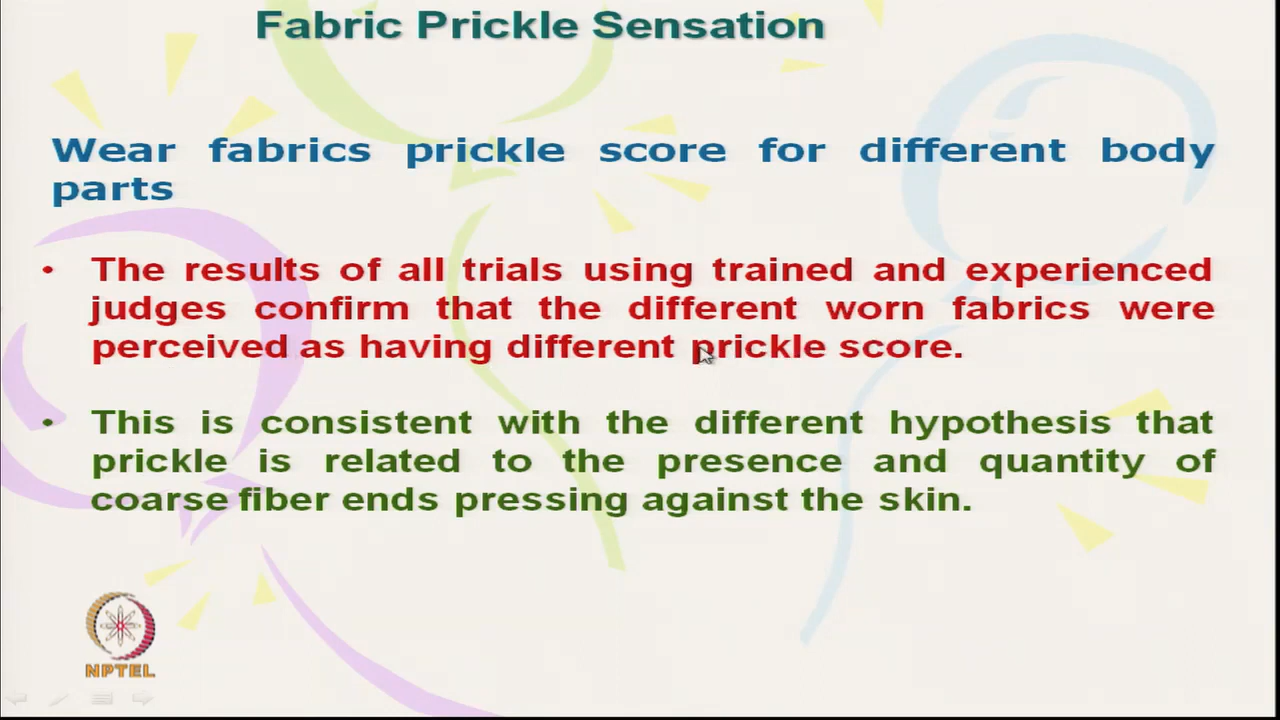 Fabric Prickle Sensation
Wear fabrics prickle score for different body
parts
• The results of all trials using trained and experienced
judges confirm that the different worn fabrics were
perceived as having different prickle score.
• This is consistent with the different hypothesis that
prickle is related to the presence and quantity of
coarse fiber ends pressing against the skin.
NPTEL